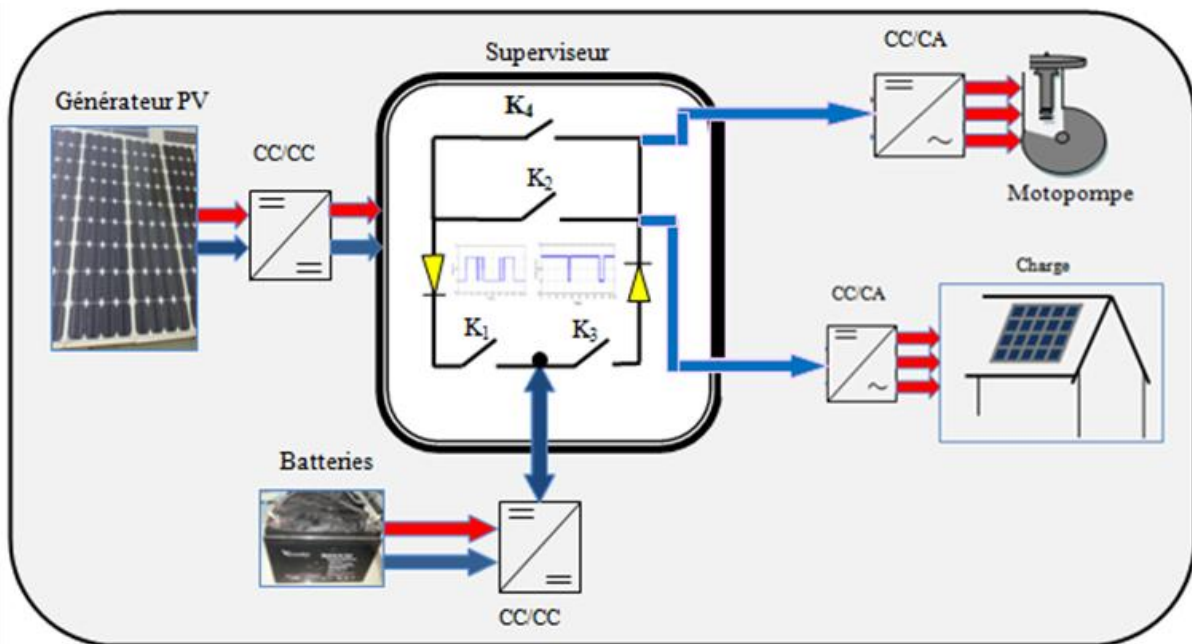 Superviseur
CC/CA
Générateur PV
K4
CC/CC
K2
Motopompe
Charge
CC/CA
K1
K3
Batteries
CC/CC